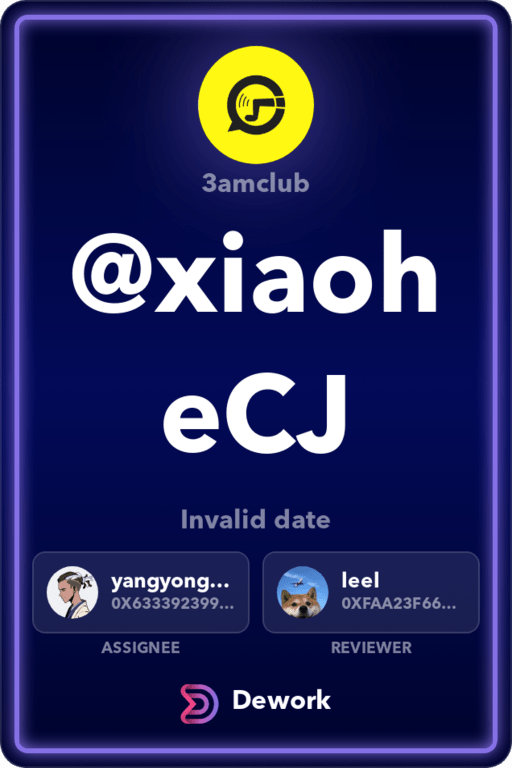 3amclub
@xiaoh
eCJ
Invalid date
yangyong...
0X633392399...
leel
0XFAA23F66...
ASSIGNEE
REVIEWER
Dework